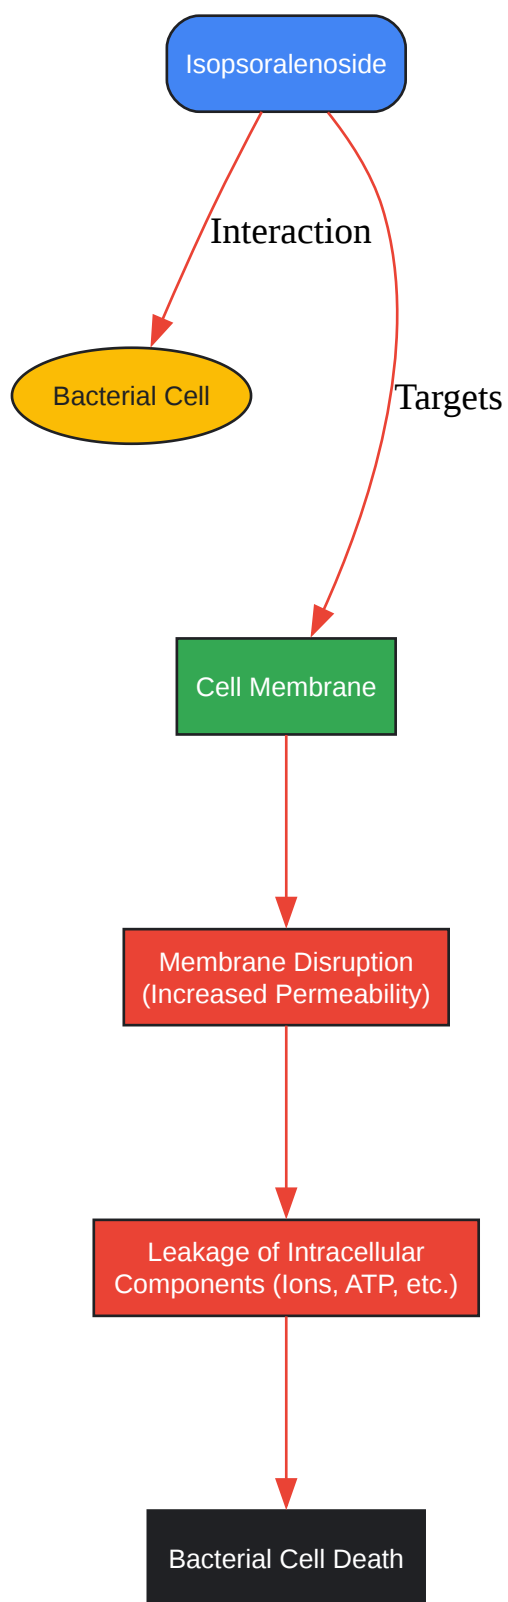 Isopsoralenoside
Interaction
Bacterial Cell
Targets
Cell Membrane
Membrane Disruption
(Increased Permeability)
Leakage of Intracellular
Components (Ions, ATP, etc.)
Bacterial Cell Death